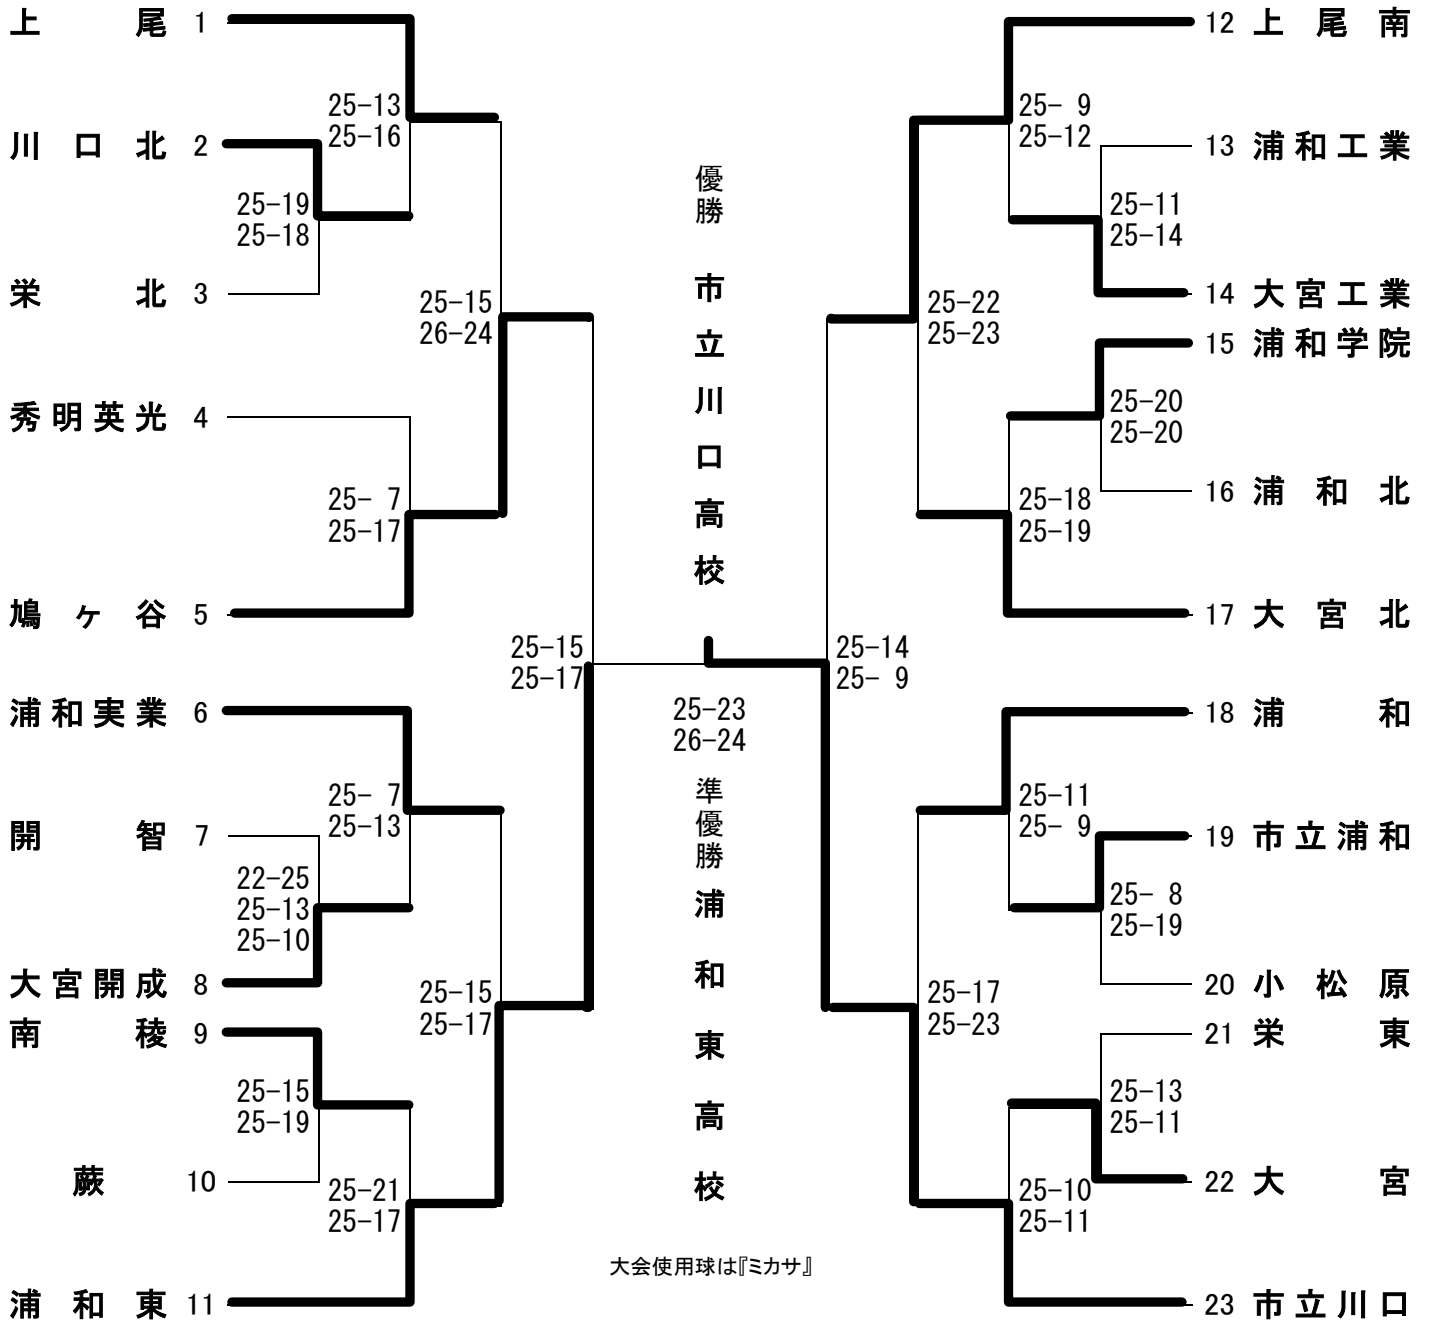 上尾 1
川口北 2
栄北 3
秀明英光 4
鳩ヶ谷 5
浦和実業 6
開智 7
大宮開成 8
南稜 9
蕨 10
浦和東 11
25-13
25-16
25-19
25-18
25-15
26-24
25- 7
25-17
25-15
25-17
25- 7
25-13
22-25
25-13
25-10
25-15
25-17
25-15
25-19
25-21
25-17
優勝
市立川口高校
25-23
26-24
準優勝
浦和東高校
大会使用球は『ミカサ』
25- 9
25-12
25-11
25-14
25-22
25-23
25-20
25-20
25-18
25-19
25-14
25- 9
25-11
25- 9
25- 8
25-19
25-17
25-23
25-13
25-11
25-10
25-11
12 上尾南
13 浦和工業
14 大宮工業
15 浦和学院
16 浦和北
17 大宮北
18 浦和
19 市立浦和
20 小松原
21 栄東
22 大宮
23 市立川口